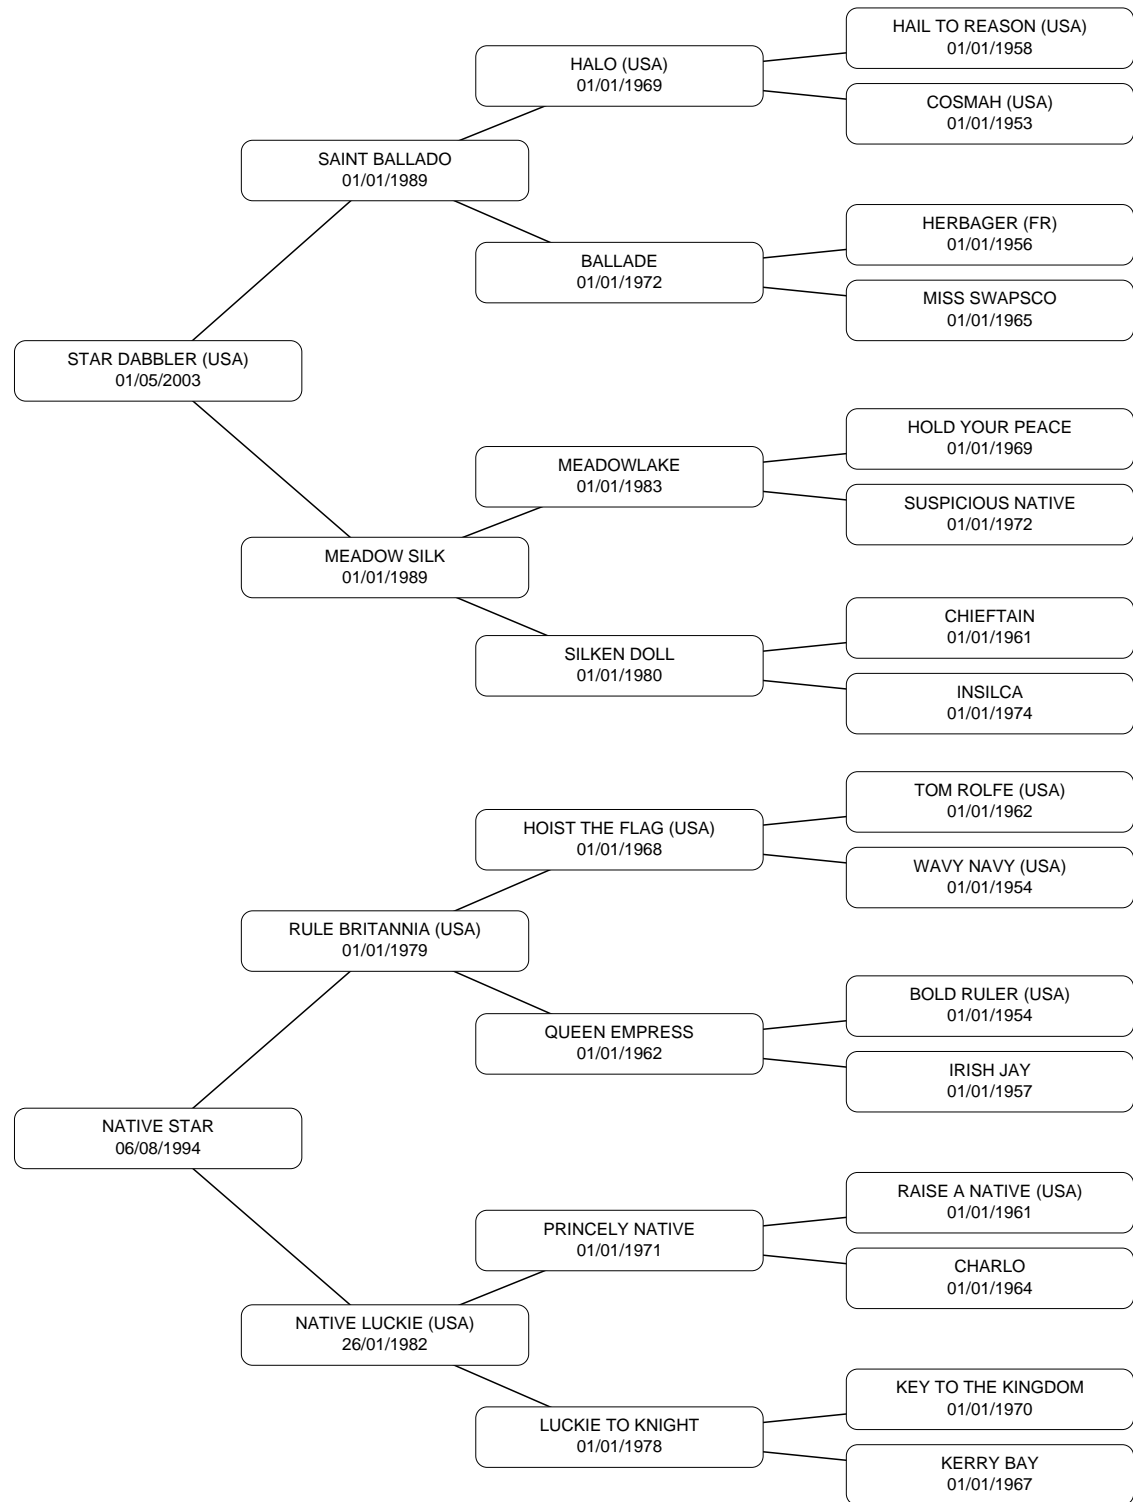 HAIL TO REASON (USA)
01/01/1958
HALO (USA)
01/01/1969
COSMAH (USA)
01/01/1953
SAINT BALLADO
01/01/1989
HERBAGER (FR)
01/01/1956
BALLADE
01/01/1972
MISS SWAPSCO
01/01/1965
STAR DABBLER (USA)
01/05/2003
HOLD YOUR PEACE
01/01/1969
MEADOWLAKE
01/01/1983
SUSPICIOUS NATIVE
01/01/1972
MEADOW SILK
01/01/1989
CHIEFTAIN
01/01/1961
SILKEN DOLL
01/01/1980
INSILCA
01/01/1974
TOM ROLFE (USA)
01/01/1962
HOIST THE FLAG (USA)
01/01/1968
WAVY NAVY (USA)
01/01/1954
RULE BRITANNIA (USA)
01/01/1979
BOLD RULER (USA)
01/01/1954
QUEEN EMPRESS
01/01/1962
IRISH JAY
01/01/1957
NATIVE STAR
06/08/1994
RAISE A NATIVE (USA)
01/01/1961
PRINCELY NATIVE
01/01/1971
CHARLO
01/01/1964
NATIVE LUCKIE (USA)
26/01/1982
KEY TO THE KINGDOM
01/01/1970
LUCKIE TO KNIGHT
01/01/1978
KERRY BAY
01/01/1967